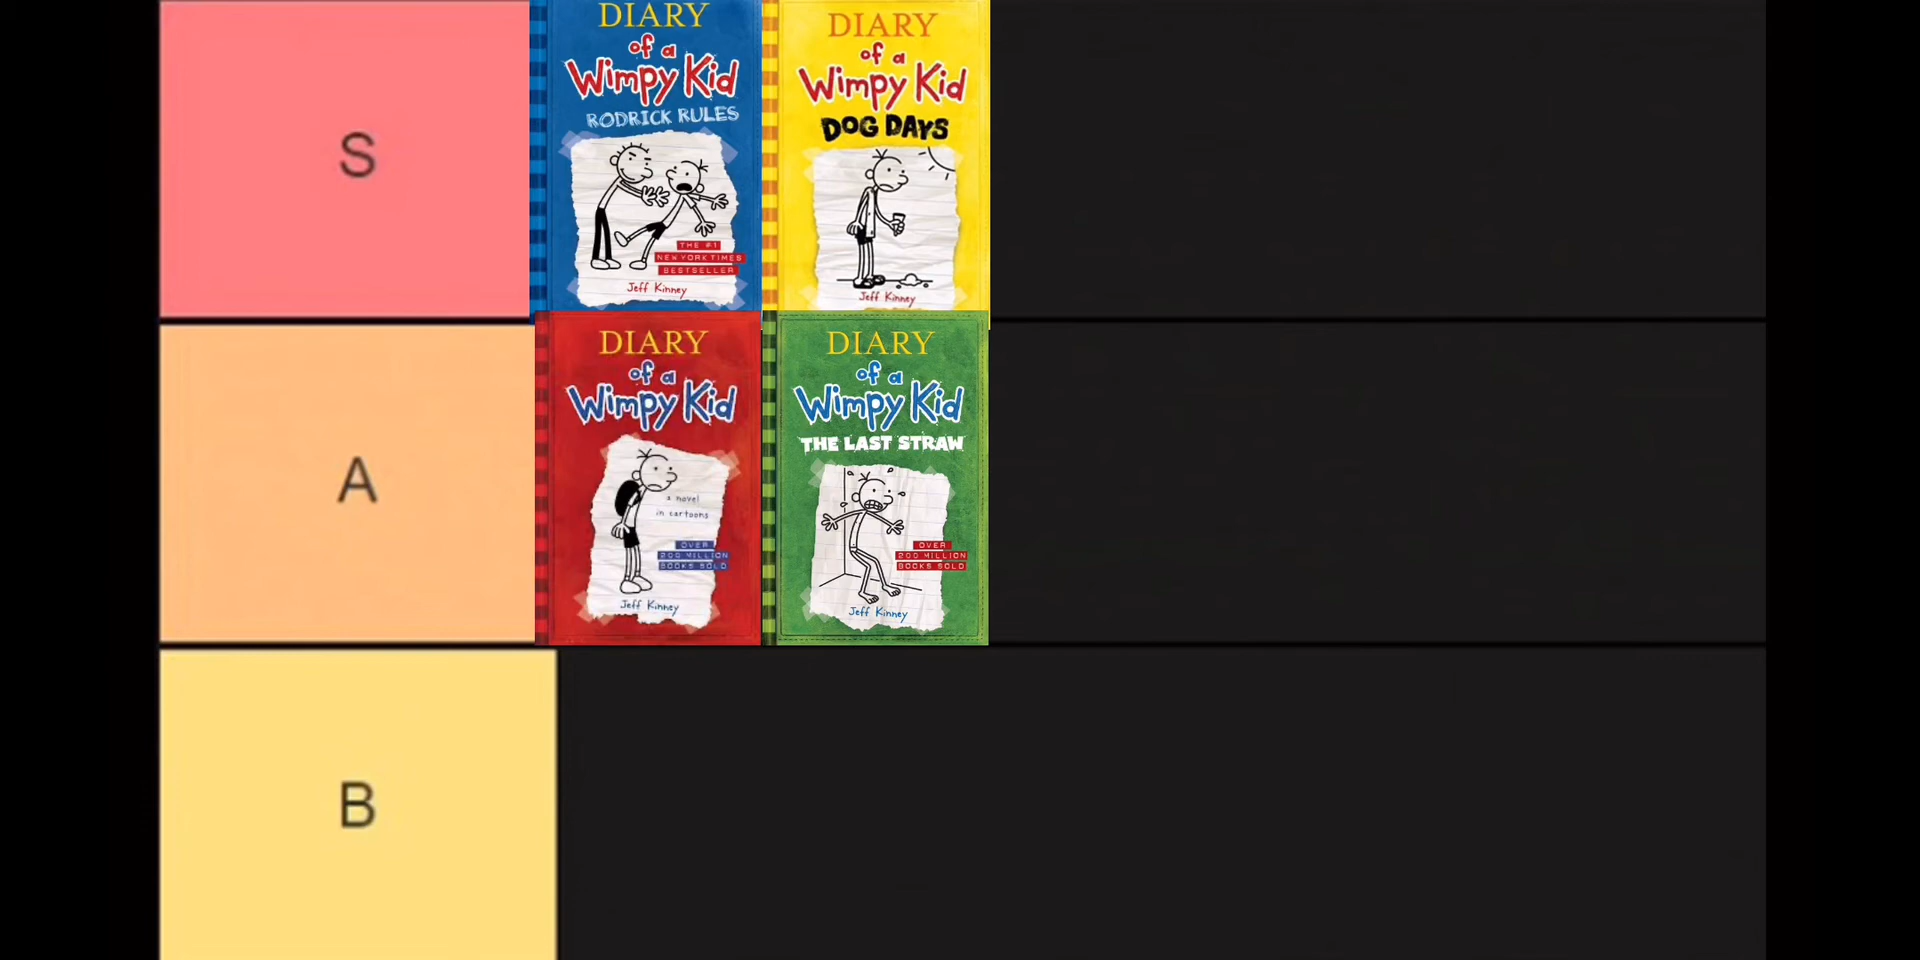 S
DIARY
of a
Wimpy Kid
RODRICK RULES
THE #1
NEW YORK TIMES
BESTSELLER
Jeff Kinney
DIARY
of a
Wimpy Kid
DOG DAYS
Jeff Kinney
A
DIARY
of a
Wimpy Kid
a novel
in cartoons
OVER
200 MILLION
BOOKS SOLD
Jeff Kinney
DIARY
of a
Wimpy Kid
THE LAST STRAW
OVER
200 MILLION
BOOKS SOLD
Jeff Kinney
B